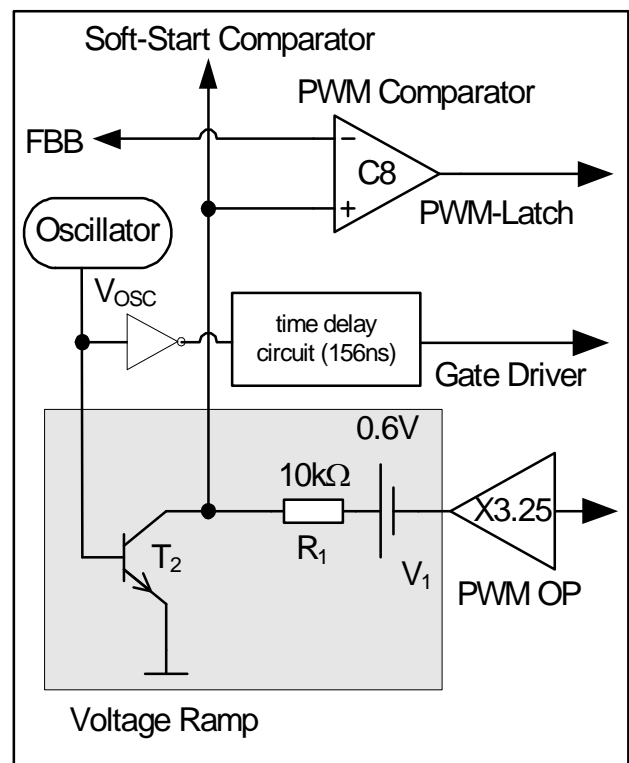 Soft-Start Comparator
PWM Comparator
FBB
−
C8
+
PWM-Latch
Oscillator
VOSC
time delay
circuit (156ns)
Gate Driver
0.6V
10kΩ
X3.25
T2
R1
V1
PWM OP
Voltage Ramp